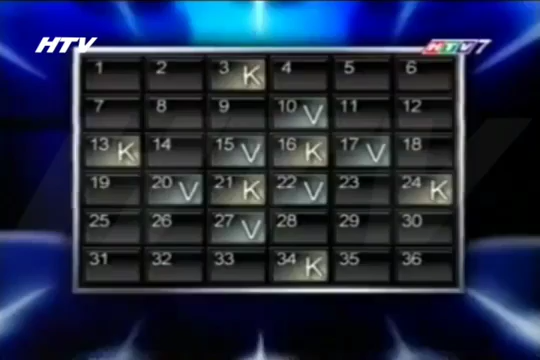 HTV
HTV7
1 2 3 K 4 5 6
7 8 9 10 V 11 12
13 K 14 15 V 16 K 17 V 18
19 20 V 21 K 22 V 23 24 K
25 26 27 V 28 29 30
31 32 33 34 K 35 36